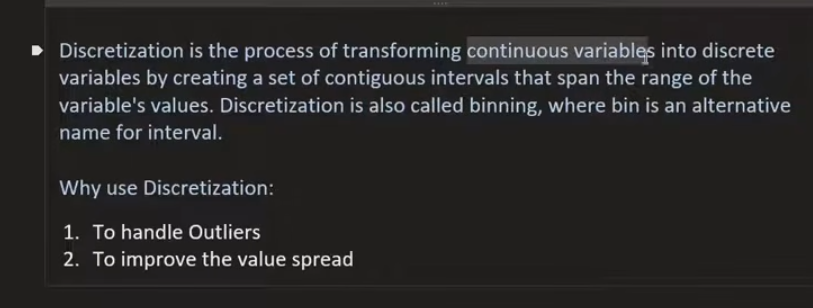 Discretization is the process of transforming continuous variables into discrete
variables by creating a set of contiguous intervals that span the range of the
variable's values. Discretization is also called binning, where bin is an alternative
name for interval.
Why use Discretization:
1. To handle Outliers
2. To improve the value spread